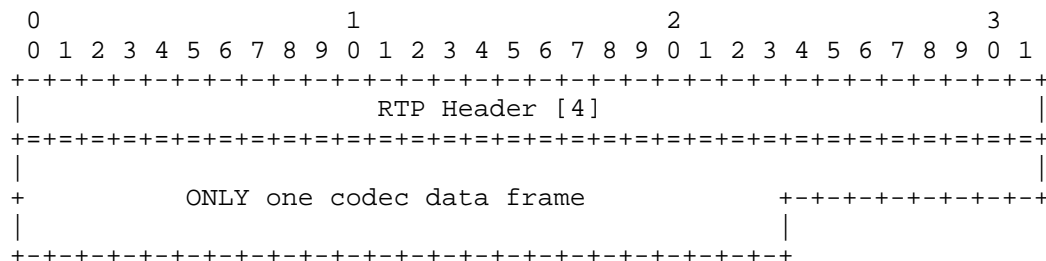 0                   1                   2                   3
 0 1 2 3 4 5 6 7 8 9 0 1 2 3 4 5 6 7 8 9 0 1 2 3 4 5 6 7 8 9 0 1
+-+-+-+-+-+-+-+-+-+-+-+-+-+-+-+-+-+-+-+-+-+-+-+-+-+-+-+-+-+-+-+-+
|                      RTP Header [4]                           |
+=+=+=+=+=+=+=+=+=+=+=+=+=+=+=+=+=+=+=+=+=+=+=+=+=+=+=+=+=+=+=+=+
|                                                               |
+          ONLY one codec data frame            +-+-+-+-+-+-+-+-+
|                                               |
+-+-+-+-+-+-+-+-+-+-+-+-+-+-+-+-+-+-+-+-+-+-+-+-+